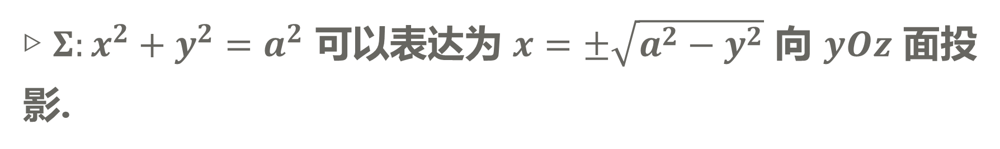 ▷ Σ: x² + y² = a² 可以表达为 x = ±√(a² − y²) 向 yOz 面投
影.